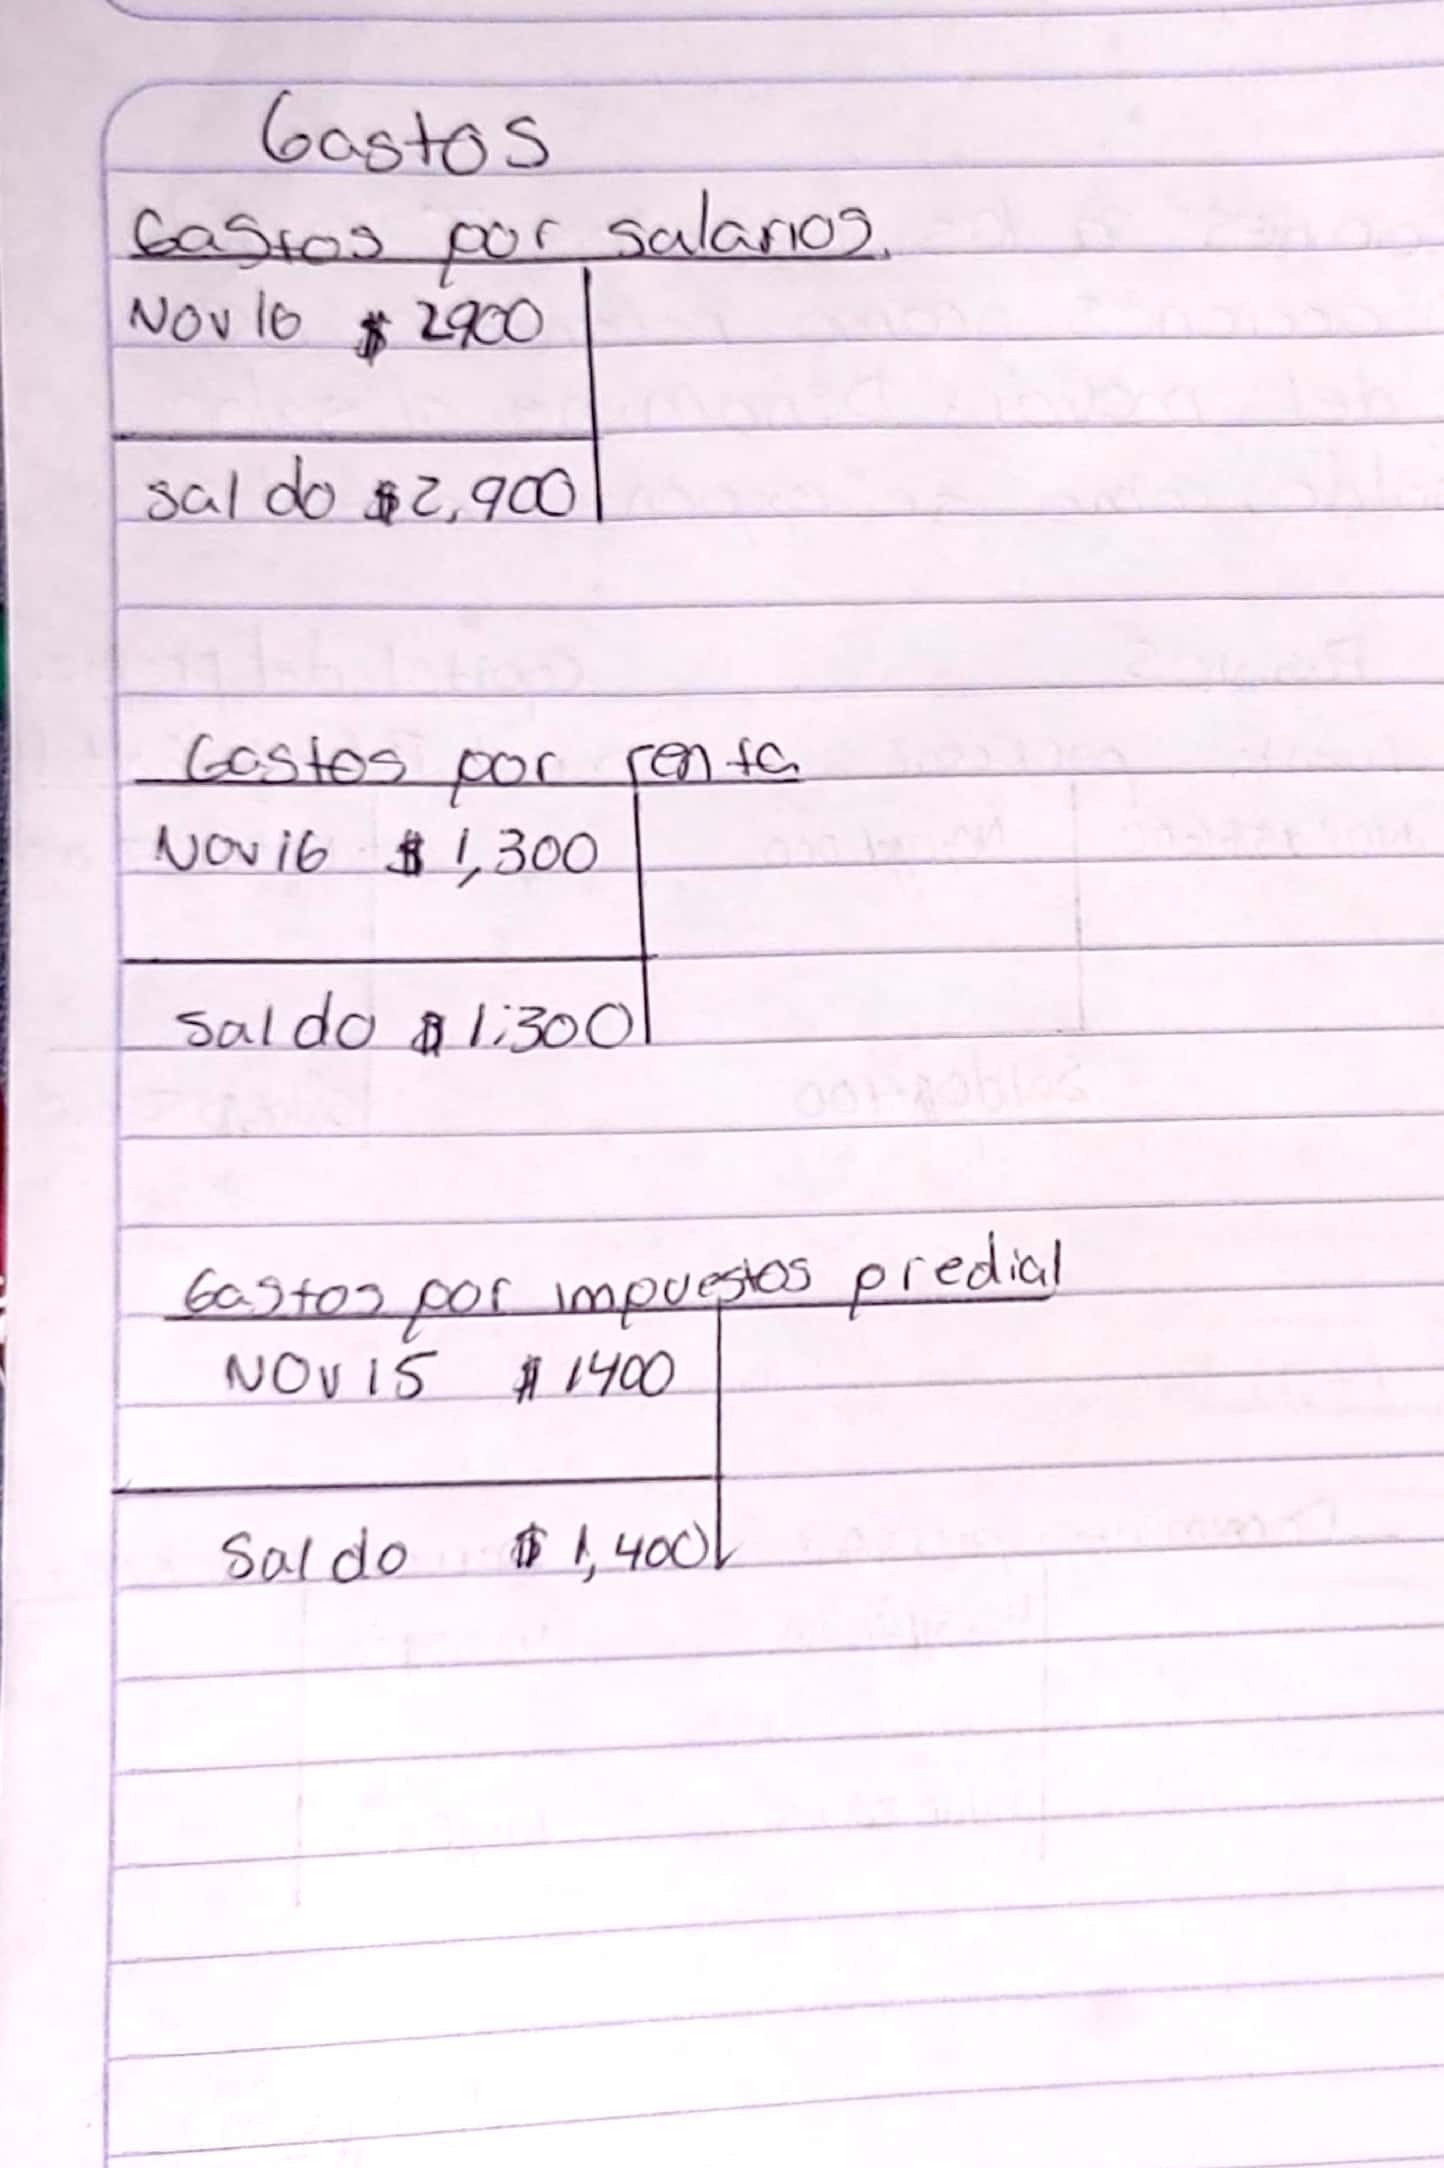 Gastos
Gastos por salarios.
Nov 16 $ 2900
saldo $2,900
Gastos por renta
Nov 16 $ 1,300
saldo $ 1,300
Gastos por impuestos predial
NOV 15 $ 1400
Saldo $ 1,400